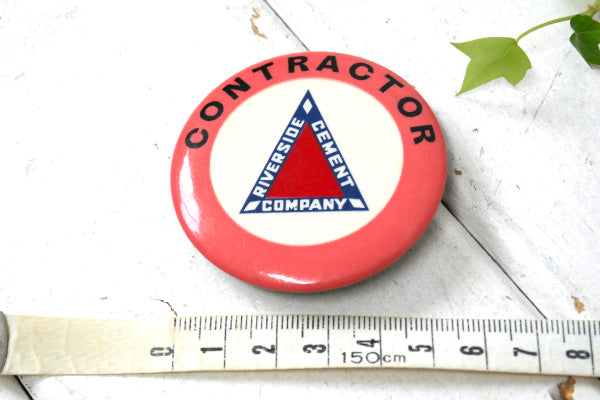 CONTRACTOR
RIVERSIDE
CEMENT
COMPANY
0 1 2 3 4 5 6 7 8
150cm